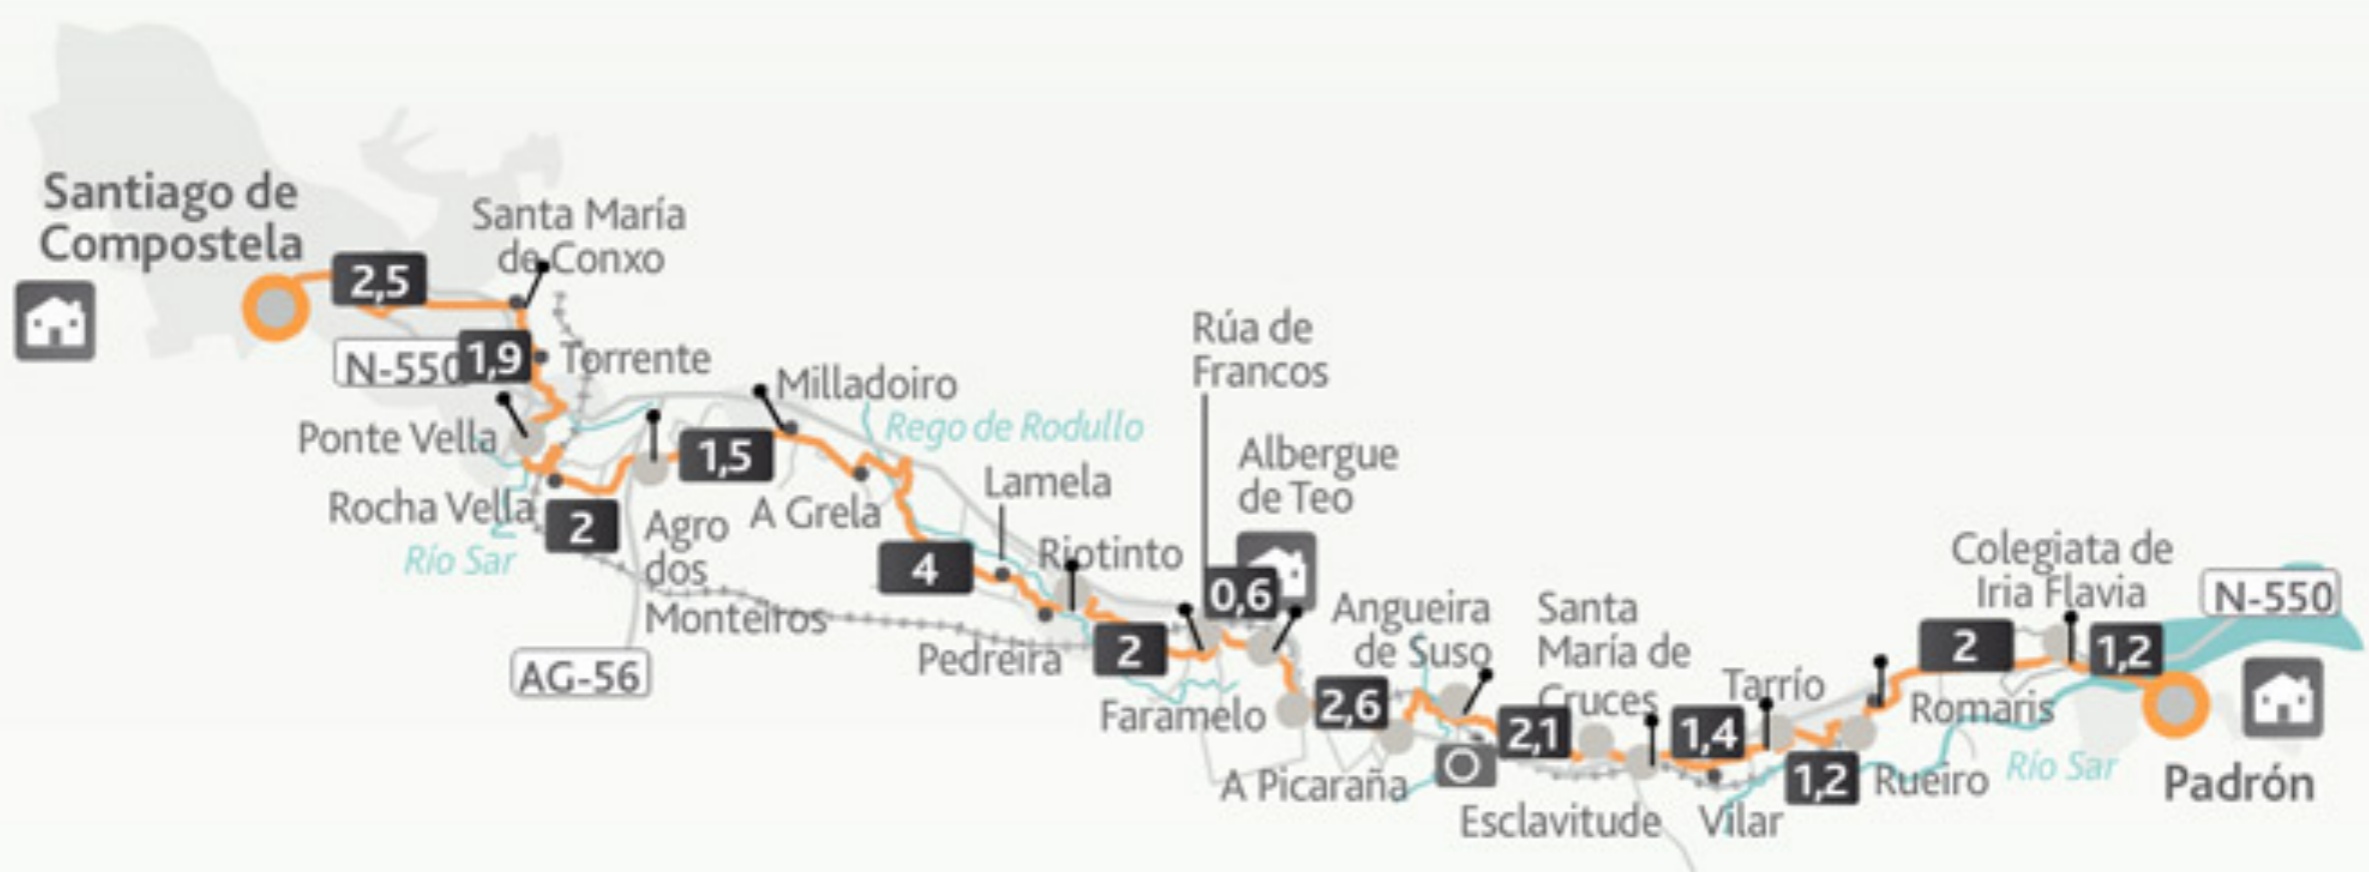 Santiago de
Compostela
2,5
Santa María
de Conxo
N-550
1,9
Torrente
Ponte Vella
Rocha Vella
Río Sar
2
Agro
dos
Monteiros
AG-56
1,5
Milladoiro
Rego de Rodullo
A Grela
4
Lamela
Riotinto
Pedreira
2
Rúa de
Francos
Albergue
de Teo
0,6
Faramelo
2,6
A Picaraña
Angueira
de Suso
2,1
Santa
María de
Cruces
Esclavitude
1,4
Vilar
Tarrío
1,2
Rueiro
Romaris
2
Colegiata de
Iria Flavia
1,2
N-550
Río Sar
Padrón